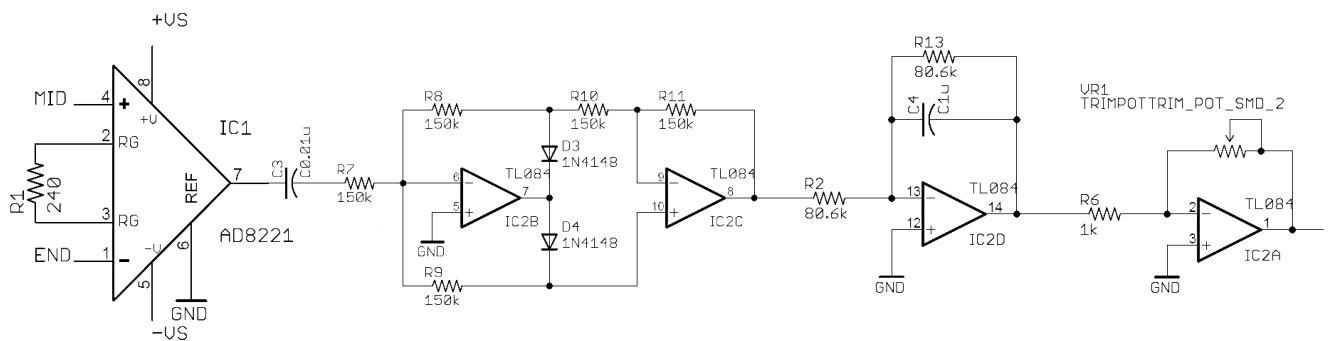 +VS
MID
4
+
8
+V
2
RG
IC1
R1
240
REF
7
3
RG
AD8221
END
1
-
-V
5
6
GND
-VS
C3
C0.01u
R7
150k
R8
150k
R10
150k
R11
150k
D3
1N4148
6
-
TL084
7
5
+
IC2B
GND
D4
1N4148
R9
150k
9
-
TL084
8
10
+
IC2C
R2
80.6k
R13
80.6k
C4
C1u
13
-
TL084
14
12
+
IC2D
GND
R6
1k
VR1
TRIMPOTTRIM_POT_SMD_2
2
-
TL084
1
3
+
IC2A
GND